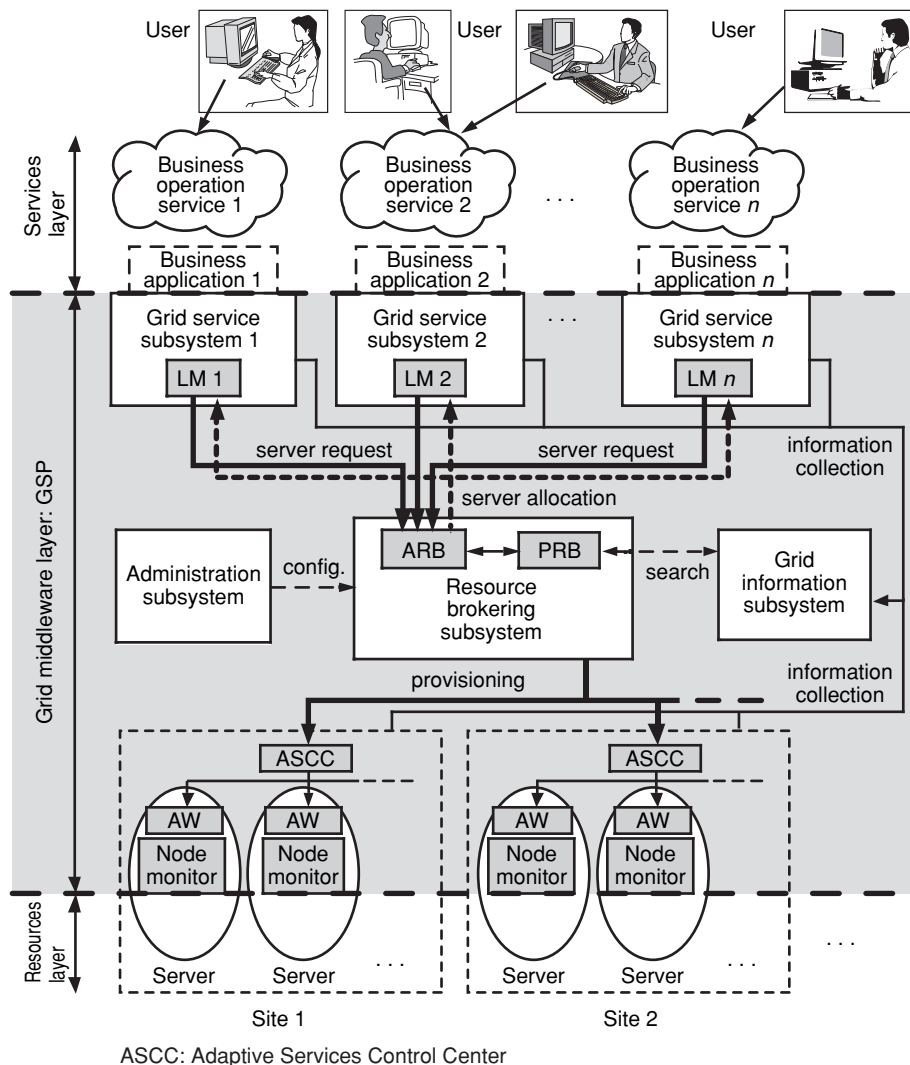 User
User
User
Services
layer
Business
operation
service 1
Business
operation
service 2
. . .
Business
operation
service n
Business
application 1
Business
application 2
Business
application n
Grid middleware layer: GSP
Grid service
subsystem 1
LM 1
Grid service
subsystem 2
LM 2
. . .
Grid service
subsystem n
LM n
server request
server request
information
collection
server allocation
Administration
subsystem
config.
ARB
PRB
Resource
brokering
subsystem
search
Grid
information
subsystem
provisioning
information
collection
ASCC
ASCC
AW
AW
AW
AW
Node
monitor
Node
monitor
Node
monitor
Node
monitor
Resources
layer
Server
Server
. . .
Server
Server
. . .
. . .
Site 1
Site 2
ASCC: Adaptive Services Control Center